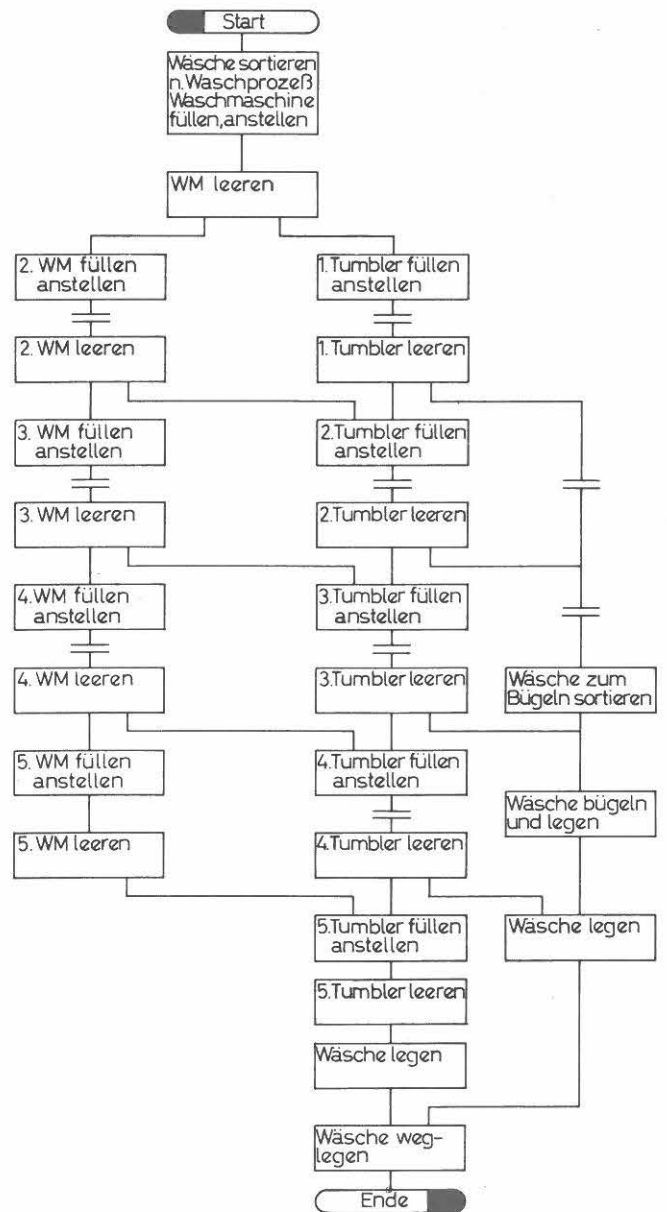 Start
Wäsche sortieren
n. Waschprozeß
Waschmaschine
füllen, anstellen
WM leeren
2. WM füllen
anstellen
1. Tumbler füllen
anstellen
2. WM leeren
1. Tumbler leeren
3. WM füllen
anstellen
2. Tumbler füllen
anstellen
3. WM leeren
2. Tumbler leeren
4. WM füllen
anstellen
3. Tumbler füllen
anstellen
4. WM leeren
3. Tumbler leeren
Wäsche zum
Bügeln sortieren
5. WM füllen
anstellen
4. Tumbler füllen
anstellen
Wäsche bügeln
und legen
5. WM leeren
4. Tumbler leeren
5. Tumbler füllen
anstellen
Wäsche legen
5. Tumbler leeren
Wäsche legen
Wäsche weg-
legen
Ende